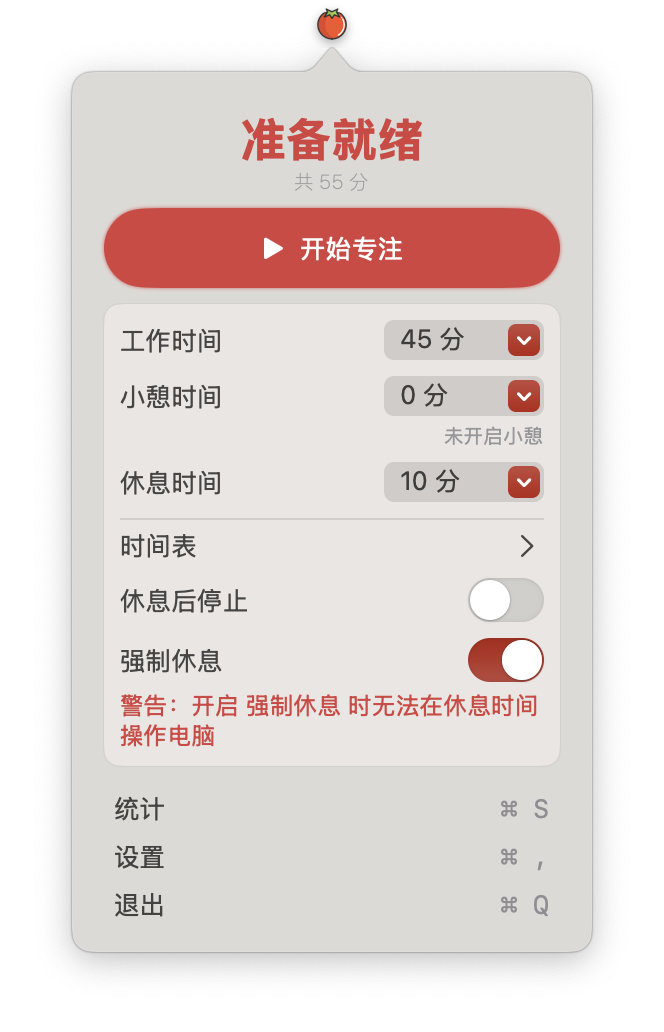 准备就绪
共 55 分
开始专注
工作时间 45 分
小憩时间 0 分
未开启小憩
休息时间 10 分
时间表
休息后停止
强制休息
警告：开启 强制休息 时无法在休息时间
操作电脑
统计 ⌘ S
设置 ⌘ ,
退出 ⌘ Q